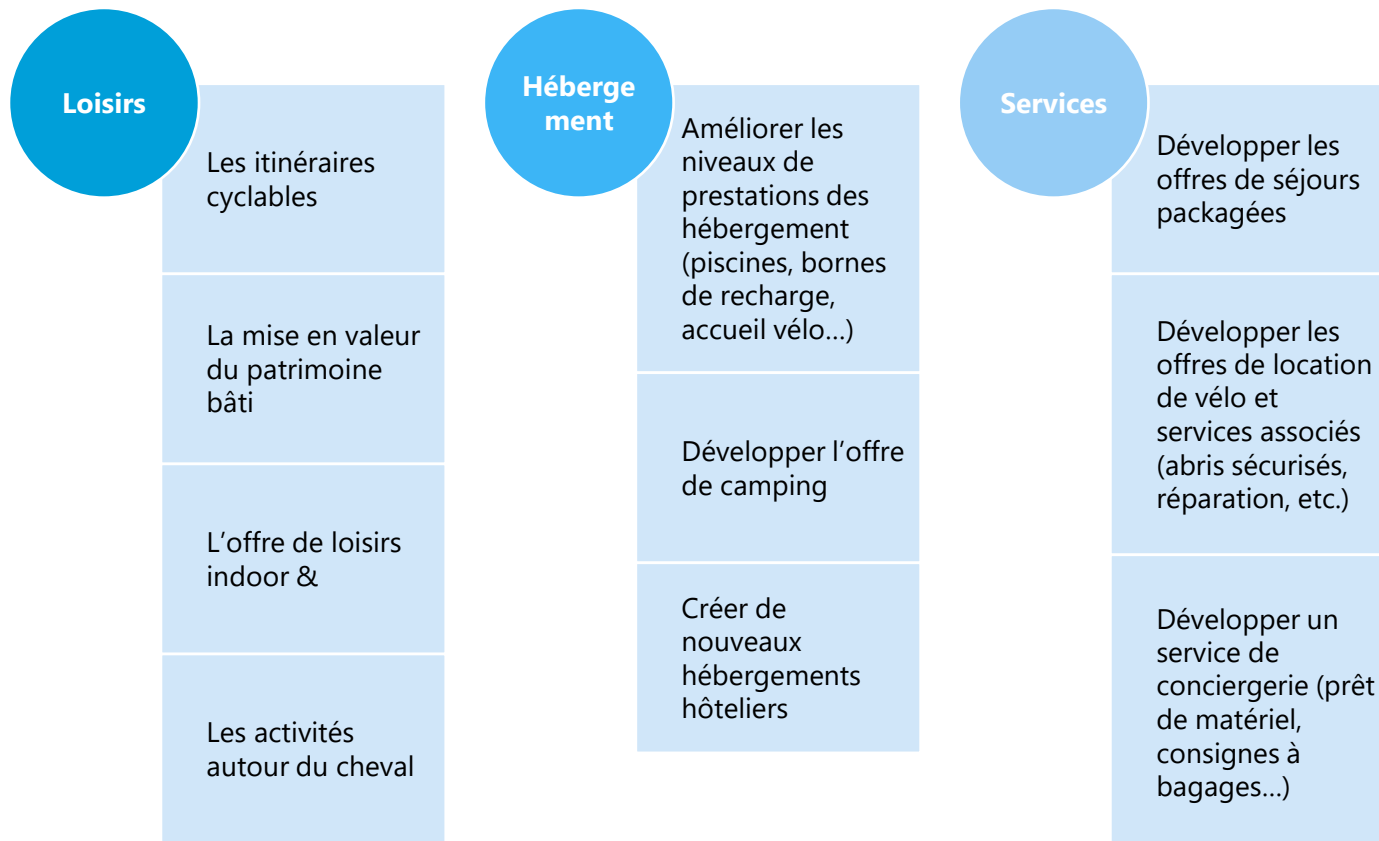 Loisirs
Les itinéraires
cyclables
La mise en valeur
du patrimoine
bâti
L’offre de loisirs
indoor &
Les activités
autour du cheval
Héberge
ment
Améliorer les
niveaux de
prestations des
hébergement
(piscines, bornes
de recharge,
accueil vélo…)
Développer l’offre
de camping
Créer de
nouveaux
hébergements
hôteliers
Services
Développer les
offres de séjours
packagées
Développer les
offres de location
de vélo et
services associés
(abris sécurisés,
réparation, etc.)
Développer un
service de
conciergerie (prêt
de matériel,
consignes à
bagages…)